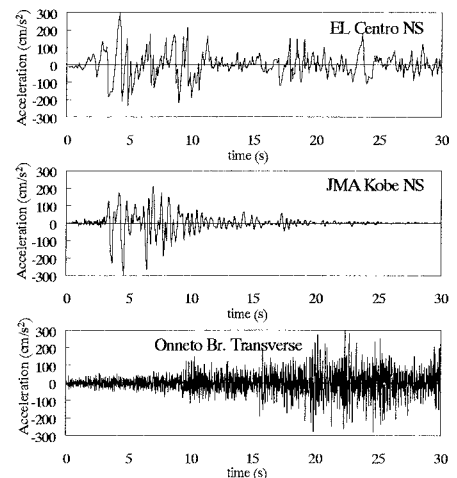 EL Centro NS
Acceleration (cm/s²)
300
200
100
0
-100
-200
-300
0 5 10 15 20 25 30
time (s)
JMA Kobe NS
Acceleration (cm/s²)
300
200
100
0
-100
-200
-300
0 5 10 15 20 25 30
time (s)
Onneto Br. Transverse
Acceleration (cm/s²)
300
200
100
0
-100
-200
-300
0 5 10 15 20 25 30
time (s)